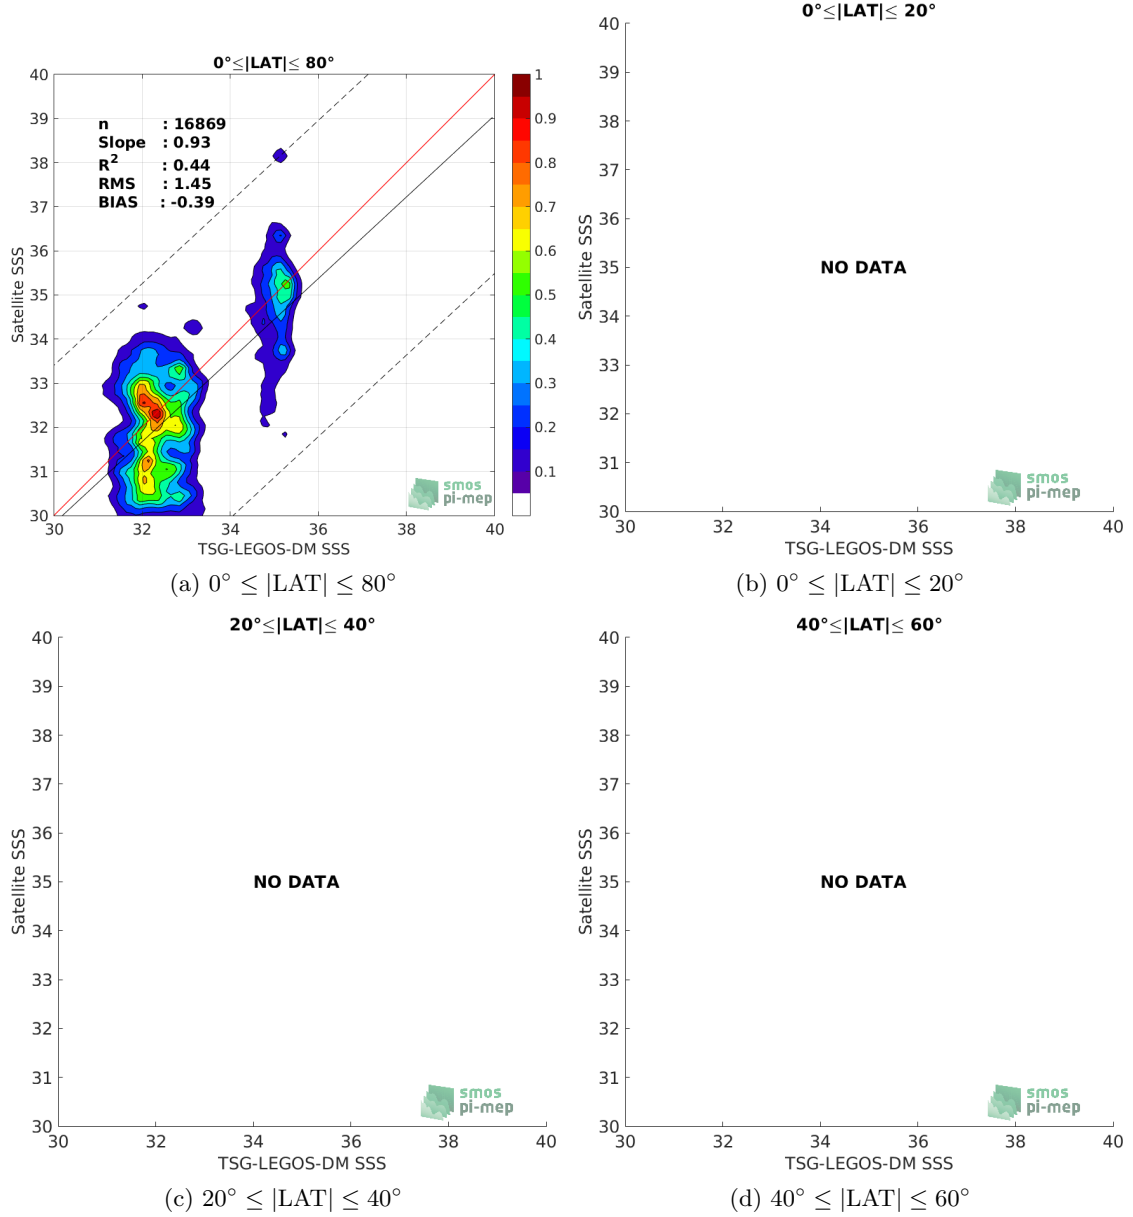 0°≤|LAT|≤ 80°
40
39
38
37
36
35
34
33
32
31
30
30 32 34 36 38 40
Satellite SSS
TSG-LEGOS-DM SSS
n : 16869
Slope : 0.93
R² : 0.44
RMS : 1.45
BIAS : -0.39
1
0.9
0.8
0.7
0.6
0.5
0.4
0.3
0.2
0.1
smos
pi-mep
(a) 0° ≤ |LAT| ≤ 80°
0°≤|LAT|≤ 20°
40
39
38
37
36
35
34
33
32
31
30
30 32 34 36 38 40
Satellite SSS
TSG-LEGOS-DM SSS
NO DATA
smos
pi-mep
(b) 0° ≤ |LAT| ≤ 20°
20°≤|LAT|≤ 40°
40
39
38
37
36
35
34
33
32
31
30
30 32 34 36 38 40
Satellite SSS
TSG-LEGOS-DM SSS
NO DATA
smos
pi-mep
(c) 20° ≤ |LAT| ≤ 40°
40°≤|LAT|≤ 60°
40
39
38
37
36
35
34
33
32
31
30
30 32 34 36 38 40
Satellite SSS
TSG-LEGOS-DM SSS
NO DATA
smos
pi-mep
(d) 40° ≤ |LAT| ≤ 60°